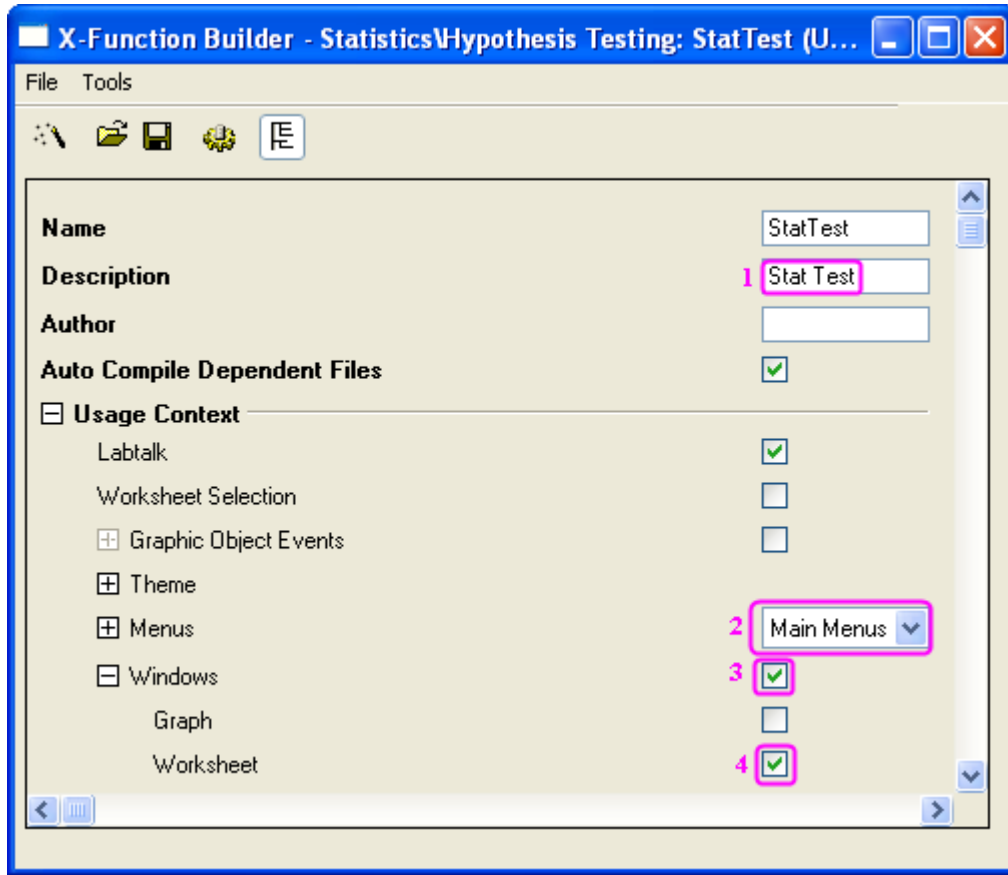 X-Function Builder - Statistics\Hypothesis Testing: StatTest (U...
File Tools
Name StatTest
Description 1 Stat Test
Author
Auto Compile Dependent Files
Usage Context
Labtalk
Worksheet Selection
Graphic Object Events
Theme
Menus 2 Main Menus
Windows 3
Graph
Worksheet 4